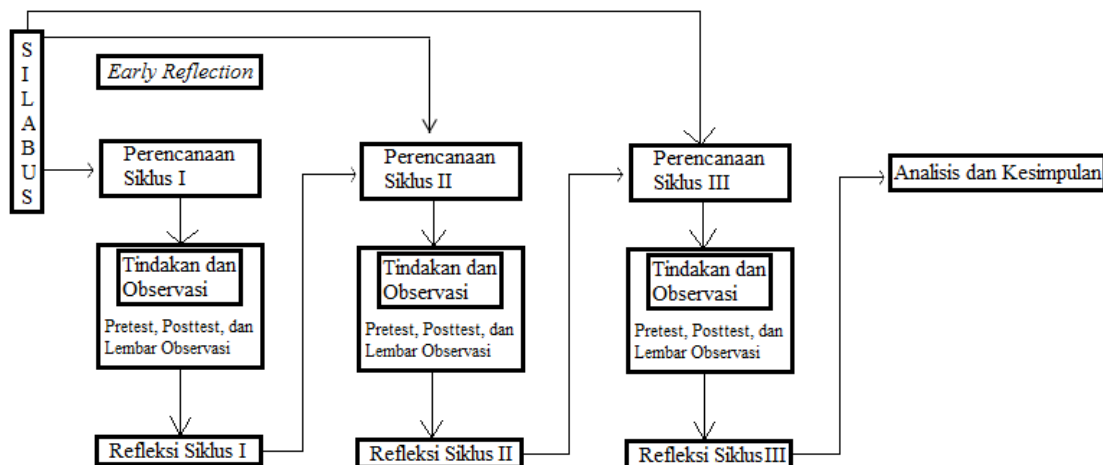 SILABUS
Early Reflection
Perencanaan
Siklus I
Tindakan dan
Observasi
Pretest, Posttest, dan
Lembar Observasi
Refleksi Siklus I
Perencanaan
Siklus II
Tindakan dan
Observasi
Pretest, Posttest, dan
Lembar Observasi
Refleksi Siklus II
Perencanaan
Siklus III
Tindakan dan
Observasi
Pretest, Posttest, dan
Lembar Observasi
Refleksi Siklus III
Analisis dan Kesimpulan